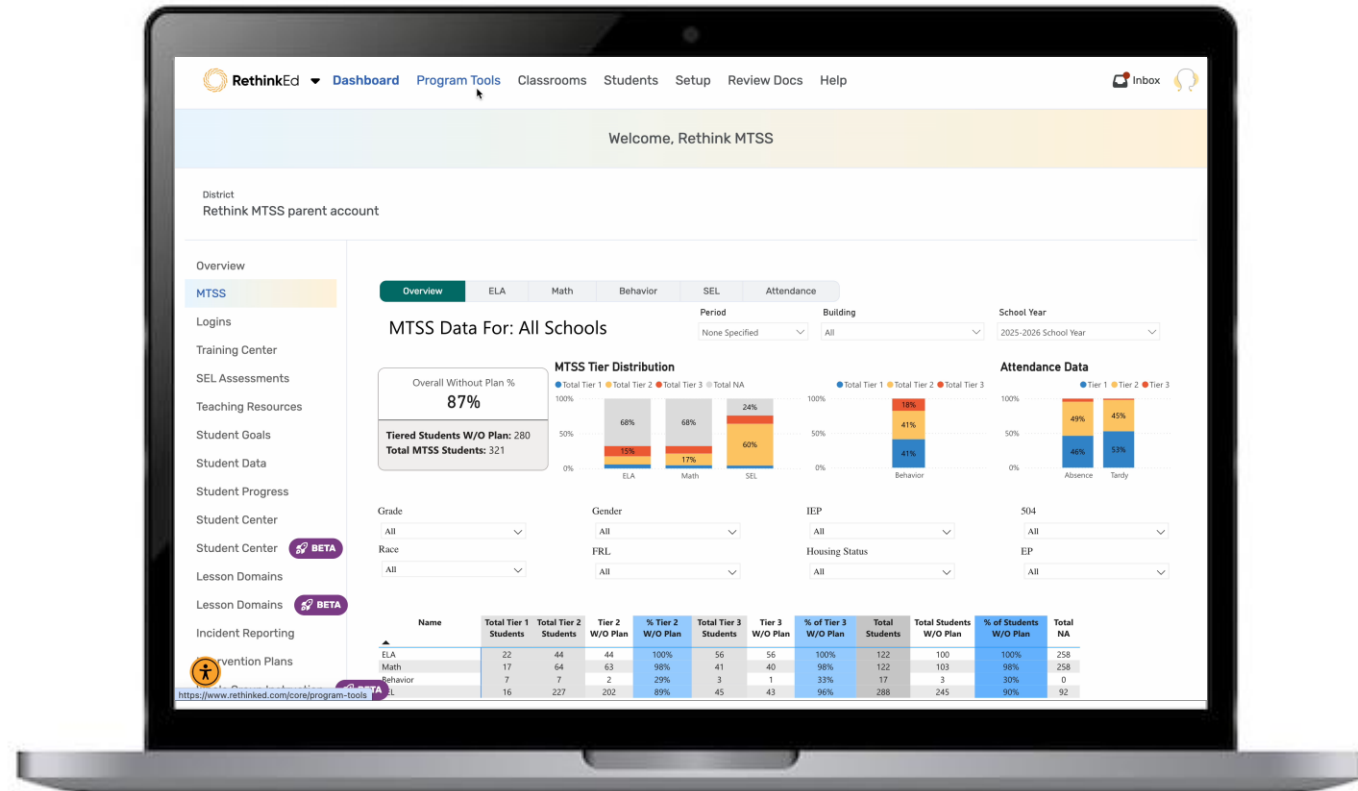 RethinkEd Dashboard Program Tools Classrooms Students Setup Review Docs Help Inbox
Welcome, Rethink MTSS
District
Rethink MTSS parent account
Overview
MTSS
Logins
Training Center
SEL Assessments
Teaching Resources
Student Goals
Student Data
Student Progress
Student Center
Student Center BETA
Lesson Domains
Lesson Domains BETA
Incident Reporting
Plans
BETA
https://www.rethinked.com/core/program-tools
Overview ELA Math Behavior SEL Attendance
MTSS Data For: All Schools
Period
None Specified
Building
All
School Year
2025-2026 School Year
Overall Without Plan %
87%
Tiered Students W/O Plan: 280
Total MTSS Students: 321
MTSS Tier Distribution
Total Tier 1 Total Tier 2 Total Tier 3 Total NA
100%
50%
0%
68% 68% 24%
15% 17% 60%
ELA Math SEL
Total Tier 1 Total Tier 2 Total Tier 3
100%
50%
0%
18%
41%
41%
Behavior
Attendance Data
Tier 1 Tier 2 Tier 3
100%
50%
0%
49% 45%
46% 53%
Absence Tardy
Grade Gender IEP 504
All All All All
Race FRL Housing Status EP
All All All All
Name Total Tier 1 Students Total Tier 2 Students Tier 2 W/O Plan % Tier 2 W/O Plan Total Tier 3 Students Tier 3 W/O Plan % of Tier 3 W/O Plan Total Students Total Students W/O Plan % of Students W/O Plan Total NA
ELA 22 44 44 100% 56 56 100% 122 100 100% 258
Math 17 64 63 98% 41 40 98% 122 103 98% 258
Behavior 7 7 2 29% 3 1 33% 17 3 30% 0
16 227 202 89% 45 43 96% 288 245 90% 92